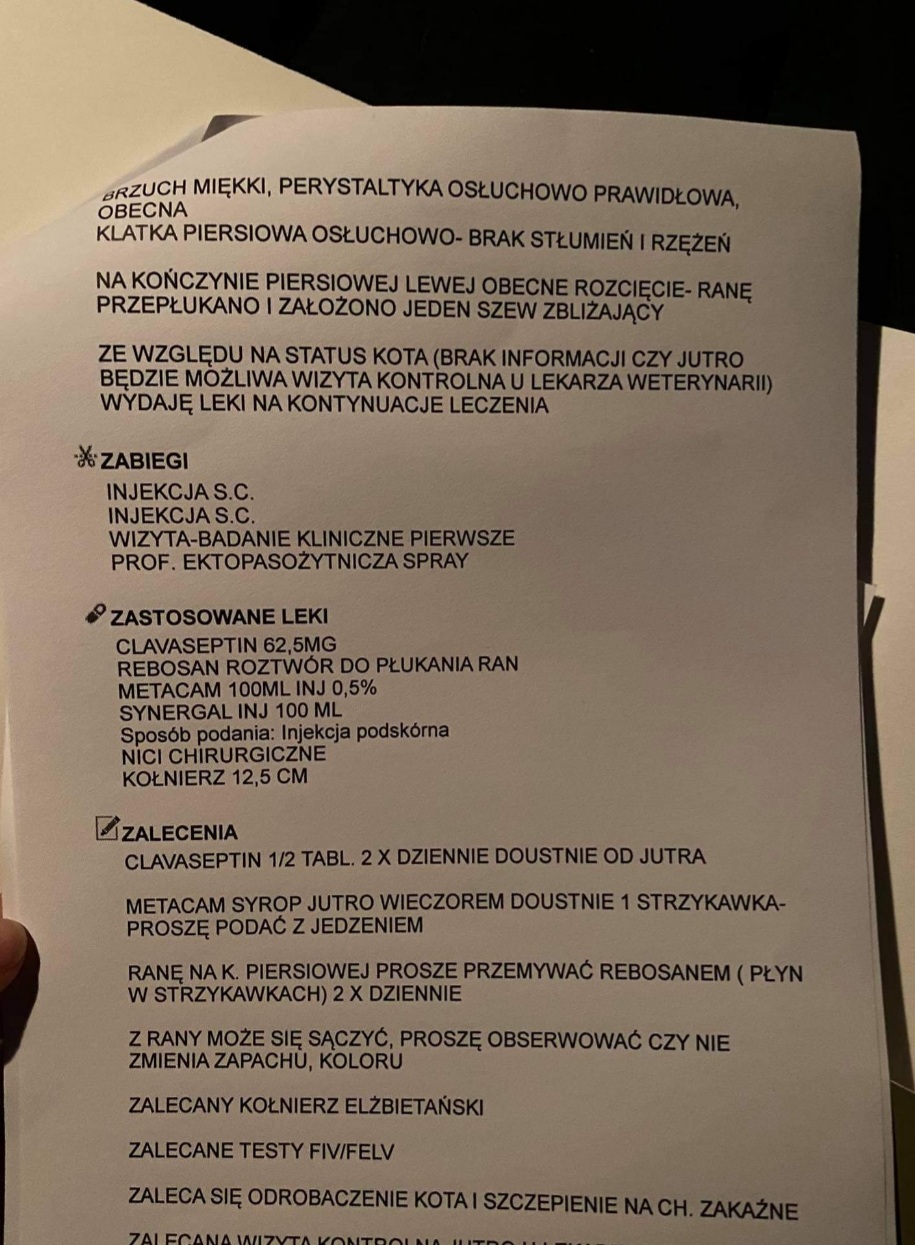 BRZUCH MIĘKKI, PERYSTALTYKA OSŁUCHOWO PRAWIDŁOWA,
OBECNA
KLATKA PIERSIOWA OSŁUCHOWO- BRAK STŁUMIEŃ I RZĘŻEŃ
NA KOŃCZYNIE PIERSIOWEJ LEWEJ OBECNE ROZCIĘCIE- RANĘ
PRZEPŁUKANO I ZAŁOŻONO JEDEN SZEW ZBLIŻAJĄCY
ZE WZGLĘDU NA STATUS KOTA (BRAK INFORMACJI CZY JUTRO
BĘDZIE MOŻLIWA WIZYTA KONTROLNA U LEKARZA WETERYNARII)
WYDAJĘ LEKI NA KONTYNUACJE LECZENIA
ZABIEGI
INJEKCJA S.C.
INJEKCJA S.C.
WIZYTA-BADANIE KLINICZNE PIERWSZE
PROF. EKTOPASOŻYTNICZA SPRAY
ZASTOSOWANE LEKI
CLAVASEPTIN 62,5MG
REBOSAN ROZTWÓR DO PŁUKANIA RAN
METACAM 100ML INJ 0,5%
SYNERGAL INJ 100 ML
Sposób podania: Injekcja podskórna
NICI CHIRURGICZNE
KOŁNIERZ 12,5 CM
ZALECENIA
CLAVASEPTIN 1/2 TABL. 2 X DZIENNIE DOUSTNIE OD JUTRA
METACAM SYROP JUTRO WIECZOREM DOUSTNIE 1 STRZYKAWKA-
PROSZĘ PODAĆ Z JEDZENIEM
RANĘ NA K. PIERSIOWEJ PROSZE PRZEMYWAĆ REBOSANEM ( PŁYN
W STRZYKAWKACH) 2 X DZIENNIE
Z RANY MOŻE SIĘ SĄCZYĆ, PROSZĘ OBSERWOWAĆ CZY NIE
ZMIENIA ZAPACHU, KOLORU
ZALECANY KOŁNIERZ ELŻBIETAŃSKI
ZALECANE TESTY FIV/FELV
ZALECA SIĘ ODROBACZENIE KOTA I SZCZEPIENIE NA CH. ZAKAŹNE
ZALECANA WIZYTA KONTROLNA JUTRO U